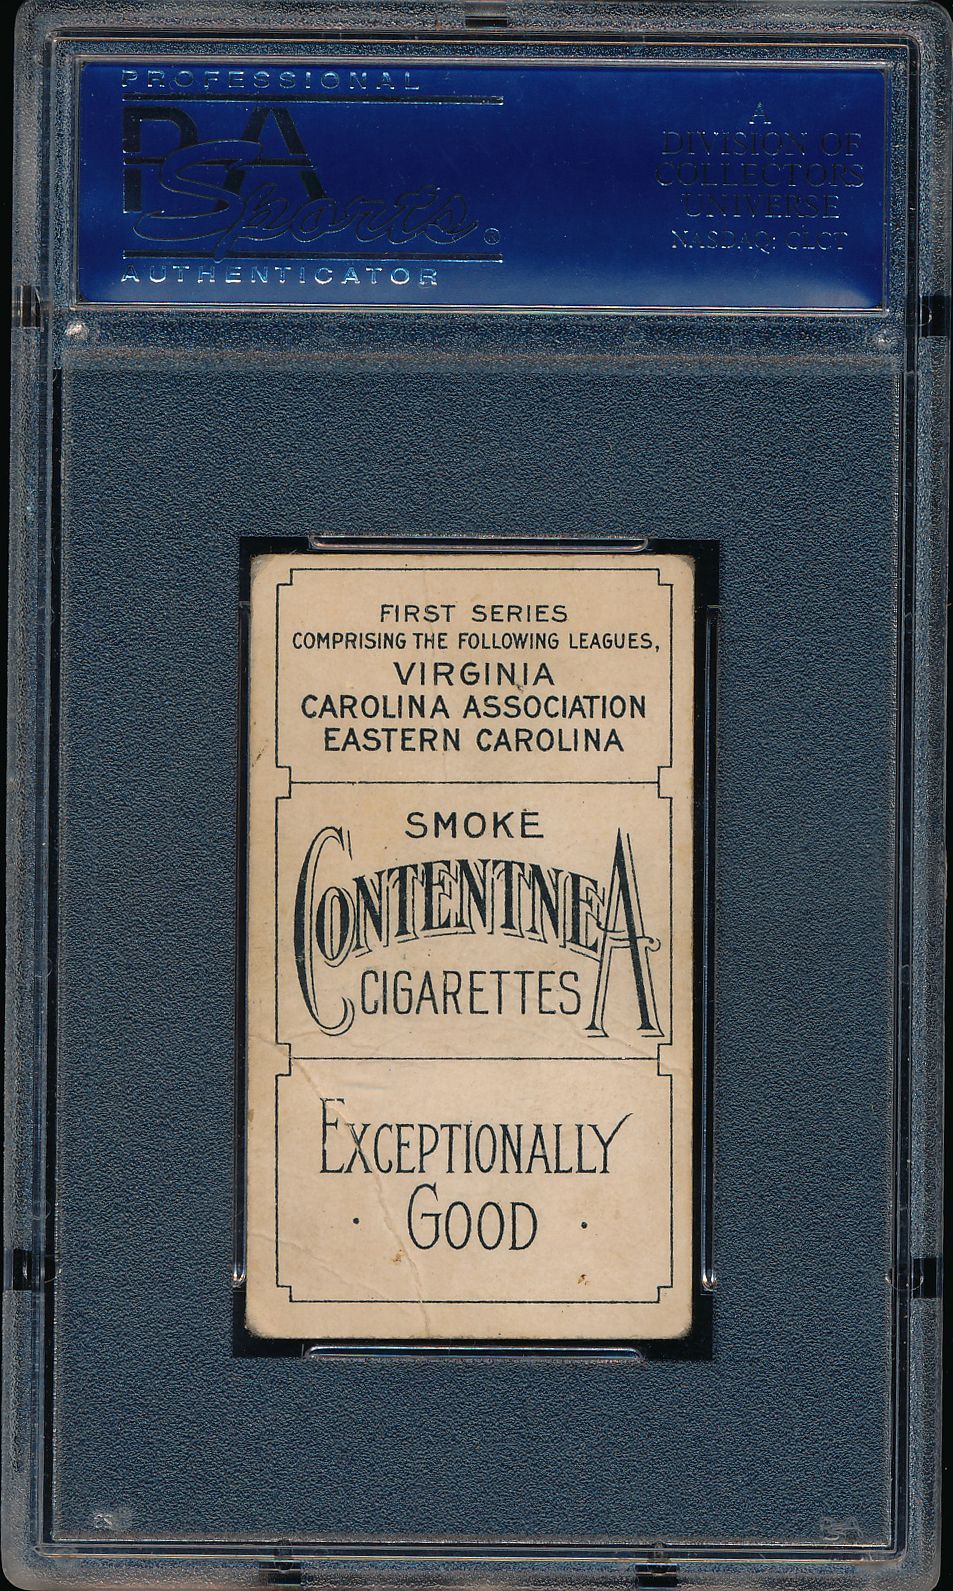 PROFESSIONAL
PSA
Sports®
AUTHENTICATOR
A
DIVISION OF
COLLECTORS
UNIVERSE
NASDAQ: CLCT
FIRST SERIES
COMPRISING THE FOLLOWING LEAGUES,
VIRGINIA
CAROLINA ASSOCIATION
EASTERN CAROLINA
SMOKE
CONTENTNEA
CIGARETTES
EXCEPTIONALLY
· GOOD ·